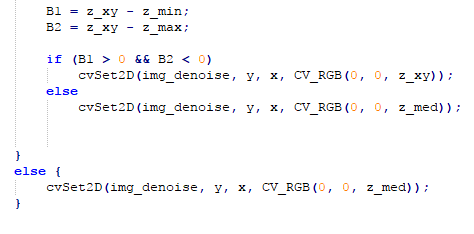 B1 = z_xy - z_min;
B2 = z_xy - z_max;
if (B1 > 0 && B2 < 0)
cvSet2D(img_denoise, y, x, CV_RGB(0, 0, z_xy));
else
cvSet2D(img_denoise, y, x, CV_RGB(0, 0, z_med));
}
else {
cvSet2D(img_denoise, y, x, CV_RGB(0, 0, z_med));
}